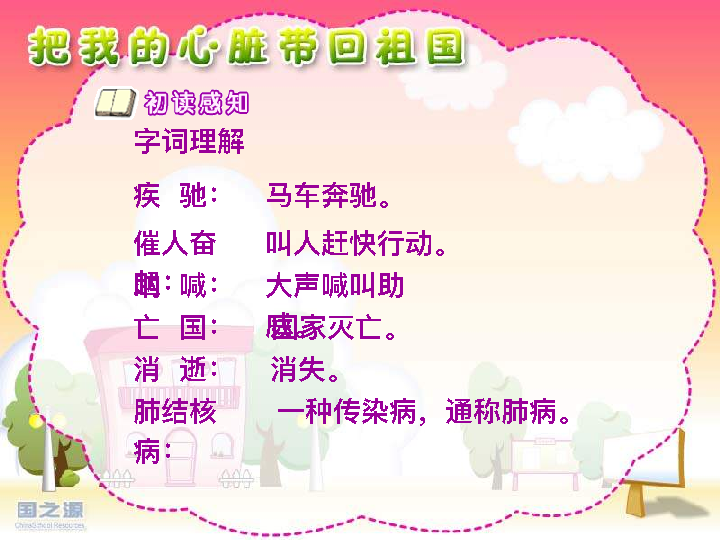 把我的心脏带回祖国
初读感知
字词理解
疾 驰： 马车奔驰。
催人奋 叫人赶快行动。
喊： 大声喊叫助
亡 国： 国家灭亡。
消 逝： 消失。
肺结核 一种传染病，通称肺病。
病：
国之源
ChinaSchool Resources